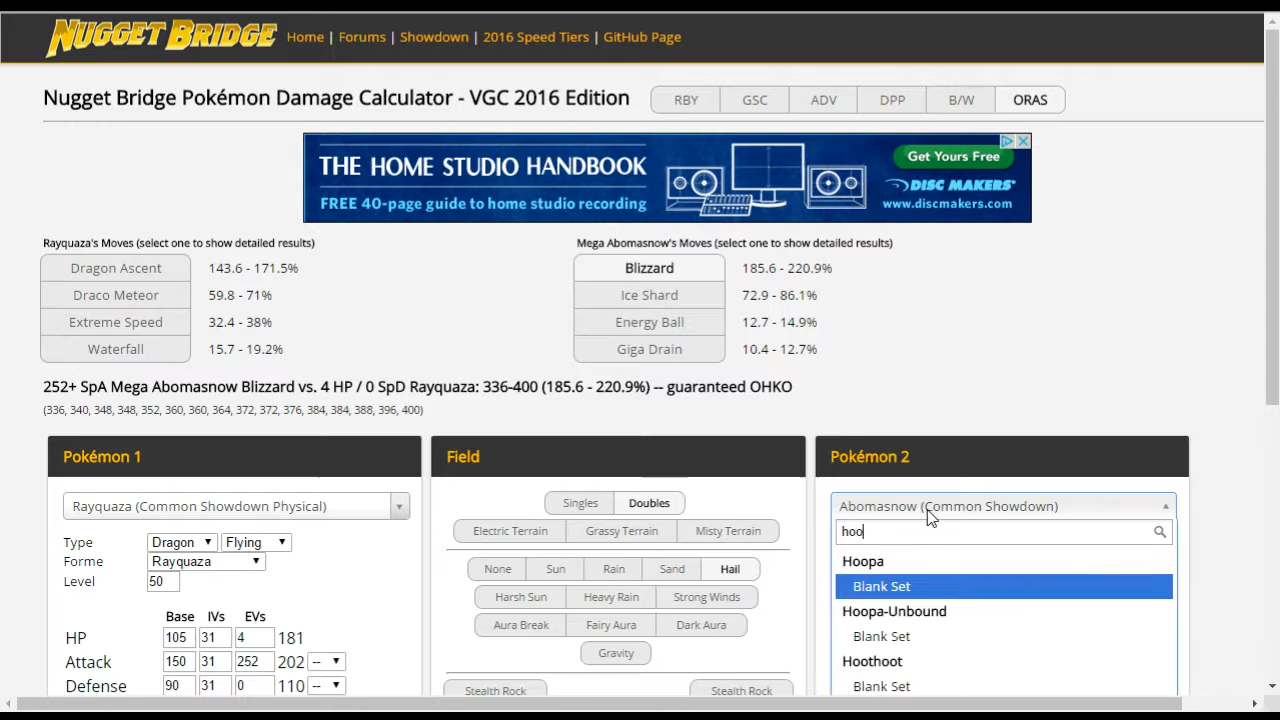 NUGGET BRIDGE Home | Forums | Showdown | 2016 Speed Tiers | GitHub Page
Nugget Bridge Pokémon Damage Calculator - VGC 2016 Edition RBY GSC ADV DPP B/W ORAS
THE HOME STUDIO HANDBOOK Get Yours Free
DISC MAKERS®
FREE 40-page guide to home studio recording www.discmakers.com
Rayquaza's Moves (select one to show detailed results) Mega Abomasnow's Moves (select one to show detailed results)
Dragon Ascent 143.6 - 171.5% Blizzard 185.6 - 220.9%
Draco Meteor 59.8 - 71% Ice Shard 72.9 - 86.1%
Extreme Speed 32.4 - 38% Energy Ball 12.7 - 14.9%
Waterfall 15.7 - 19.2% Giga Drain 10.4 - 12.7%
252+ SpA Mega Abomasnow Blizzard vs. 4 HP / 0 SpD Rayquaza: 336-400 (185.6 - 220.9%) -- guaranteed OHKO
(336, 340, 348, 348, 352, 360, 360, 364, 372, 372, 376, 384, 384, 388, 396, 400)
Pokémon 1 Field Pokémon 2
Rayquaza (Common Showdown Physical) Singles Doubles Abomasnow (Common Showdown)
Electric Terrain Grassy Terrain Misty Terrain hoo
Type Dragon Flying
Forme Rayquaza None Sun Rain Sand Hail Hoopa
Level 50 Harsh Sun Heavy Rain Strong Winds Blank Set
Base IVs EVs Aura Break Fairy Aura Dark Aura Hoopa-Unbound
HP 105 31 4 181 Gravity Blank Set
Attack 150 31 252 202 -- Hoothoot
Defense 90 31 0 110 -- Stealth Rock Stealth Rock Blank Set